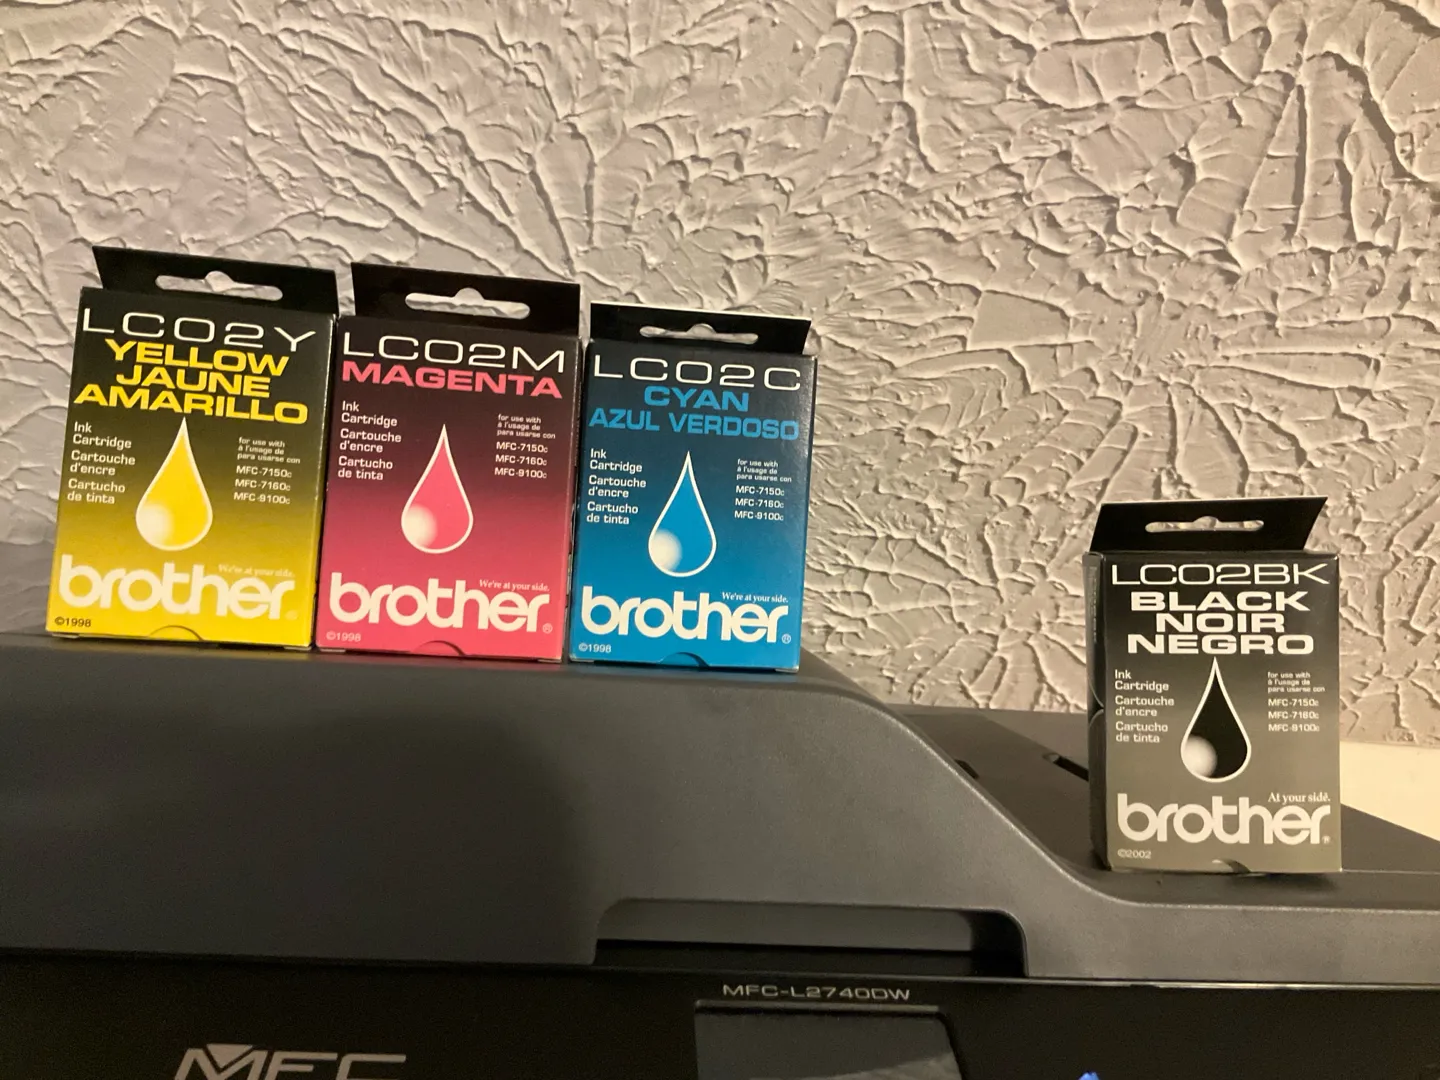 LC02Y
YELLOW
JAUNE
AMARILLO
Ink
Cartridge
Cartouche
d'encre
Cartucho
de tinta
for use with
à l'usage de
para usarse con
MFC-7150c
MFC-7160c
MFC-9100c
We're at your side.
brother®
©1998
LC02M
MAGENTA
Ink
Cartridge
Cartouche
d'encre
Cartucho
de tinta
for use with
à l'usage de
para usarse con
MFC-7150c
MFC-7160c
MFC-9100c
We're at your side.
brother®
©1998
LC02C
CYAN
AZUL VERDOSO
Ink
Cartridge
Cartouche
d'encre
Cartucho
de tinta
for use with
à l'usage de
para usarse con
MFC-7150c
MFC-7160c
MFC-9100c
We're at your side.
brother®
©1998
LC02BK
BLACK
NOIR
NEGRO
Ink
Cartridge
Cartouche
d'encre
Cartucho
de tinta
for use with
à l'usage de
para usarse con
MFC-7150c
MFC-7160c
MFC-9100c
At your side.
brother®
©2002
MFC-L2740DW
MFC